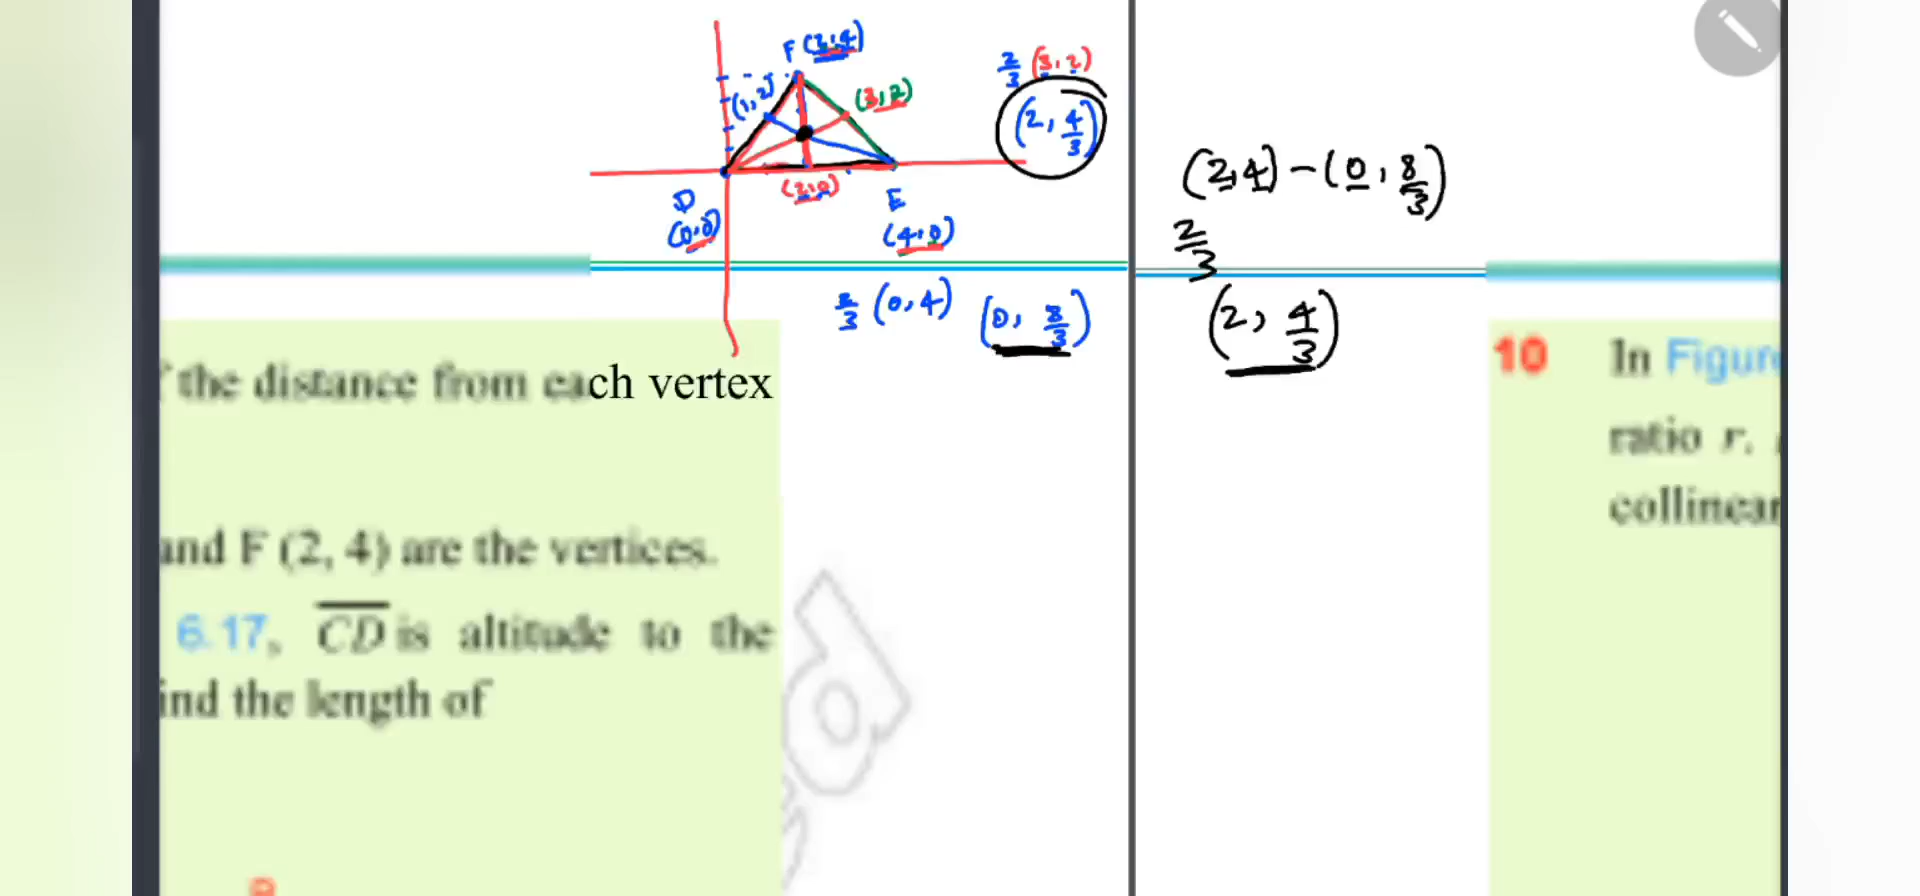 F (2,4)
(1,2)
(3,2)
D
(0,0)
(2,0)
E
(4,0)
2/3 (3,2)
(2, 4/3)
(2,4) - (0, 8/3)
2/3
(2, 4/3)
2/3 (0,4) (0, 8/3)
the distance from each vertex
and F (2, 4) are the vertices.
6.17, CD is altitude to the
ind the length of
10 In Figure
ratio r.
collinear